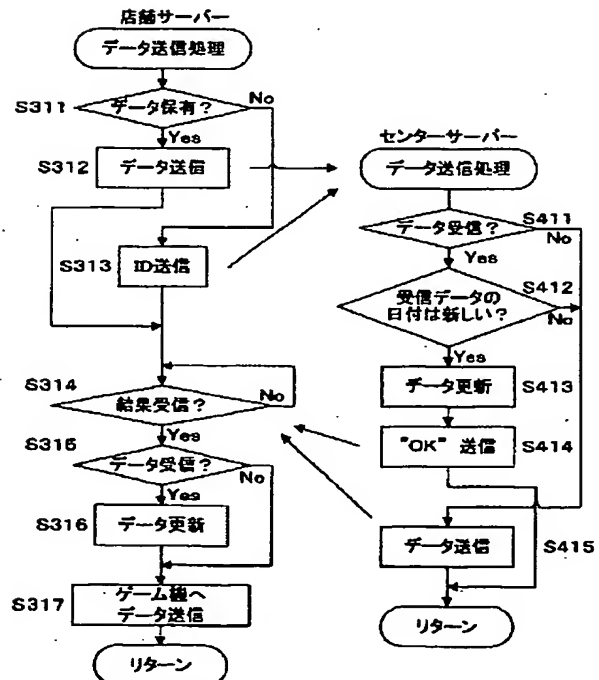 店舗サーバー
データ送信処理
S311
データ保有？
No
Yes
S312
データ送信
S313
ID送信
S314
結果受信？
No
Yes
S315
データ受信？
No
Yes
S316
データ更新
S317
ゲーム機へ
データ送信
リターン
センターサーバー
データ送信処理
S411
データ受信？
No
Yes
S412
受信データの
日付は新しい？
No
Yes
データ更新
S413
"OK" 送信
S414
データ送信
S415
リターン